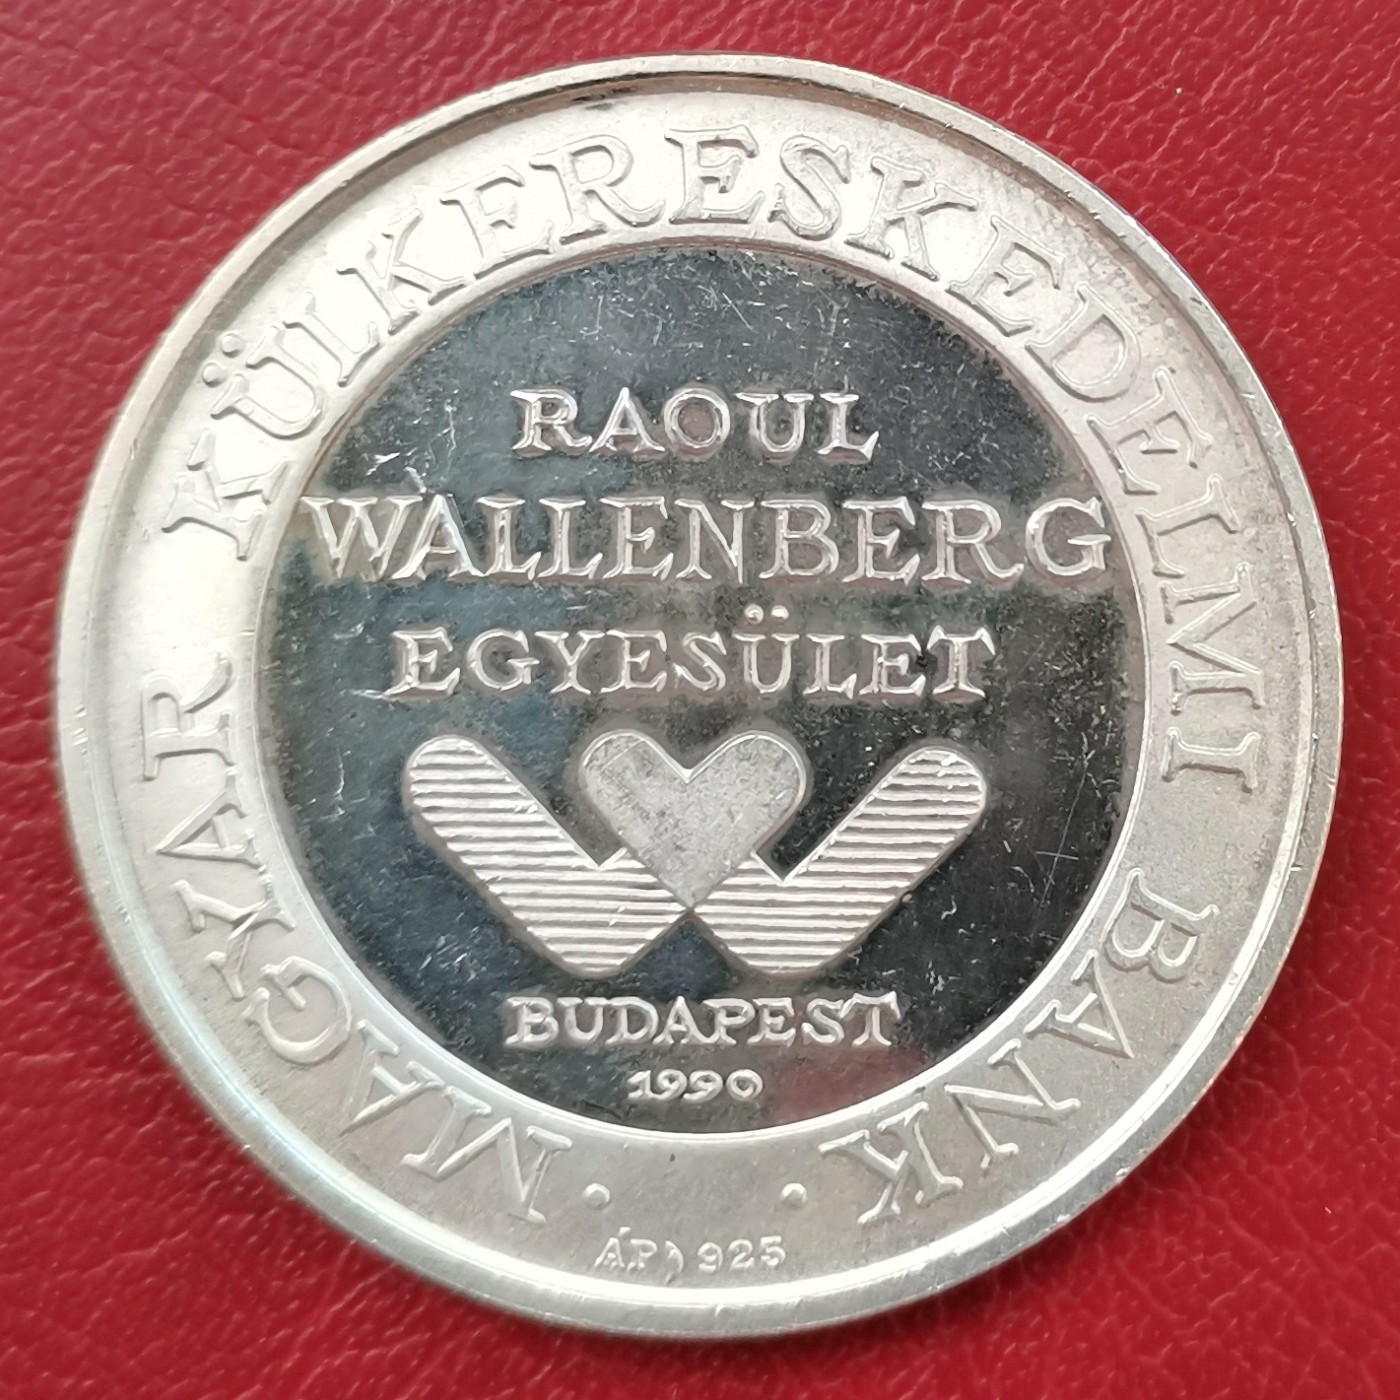 MAGYAR KÜLKERESKEDELMI BANK
RAOUL
WALLENBERG
EGYESÜLET
BUDAPEST
1990
ÁP) 925